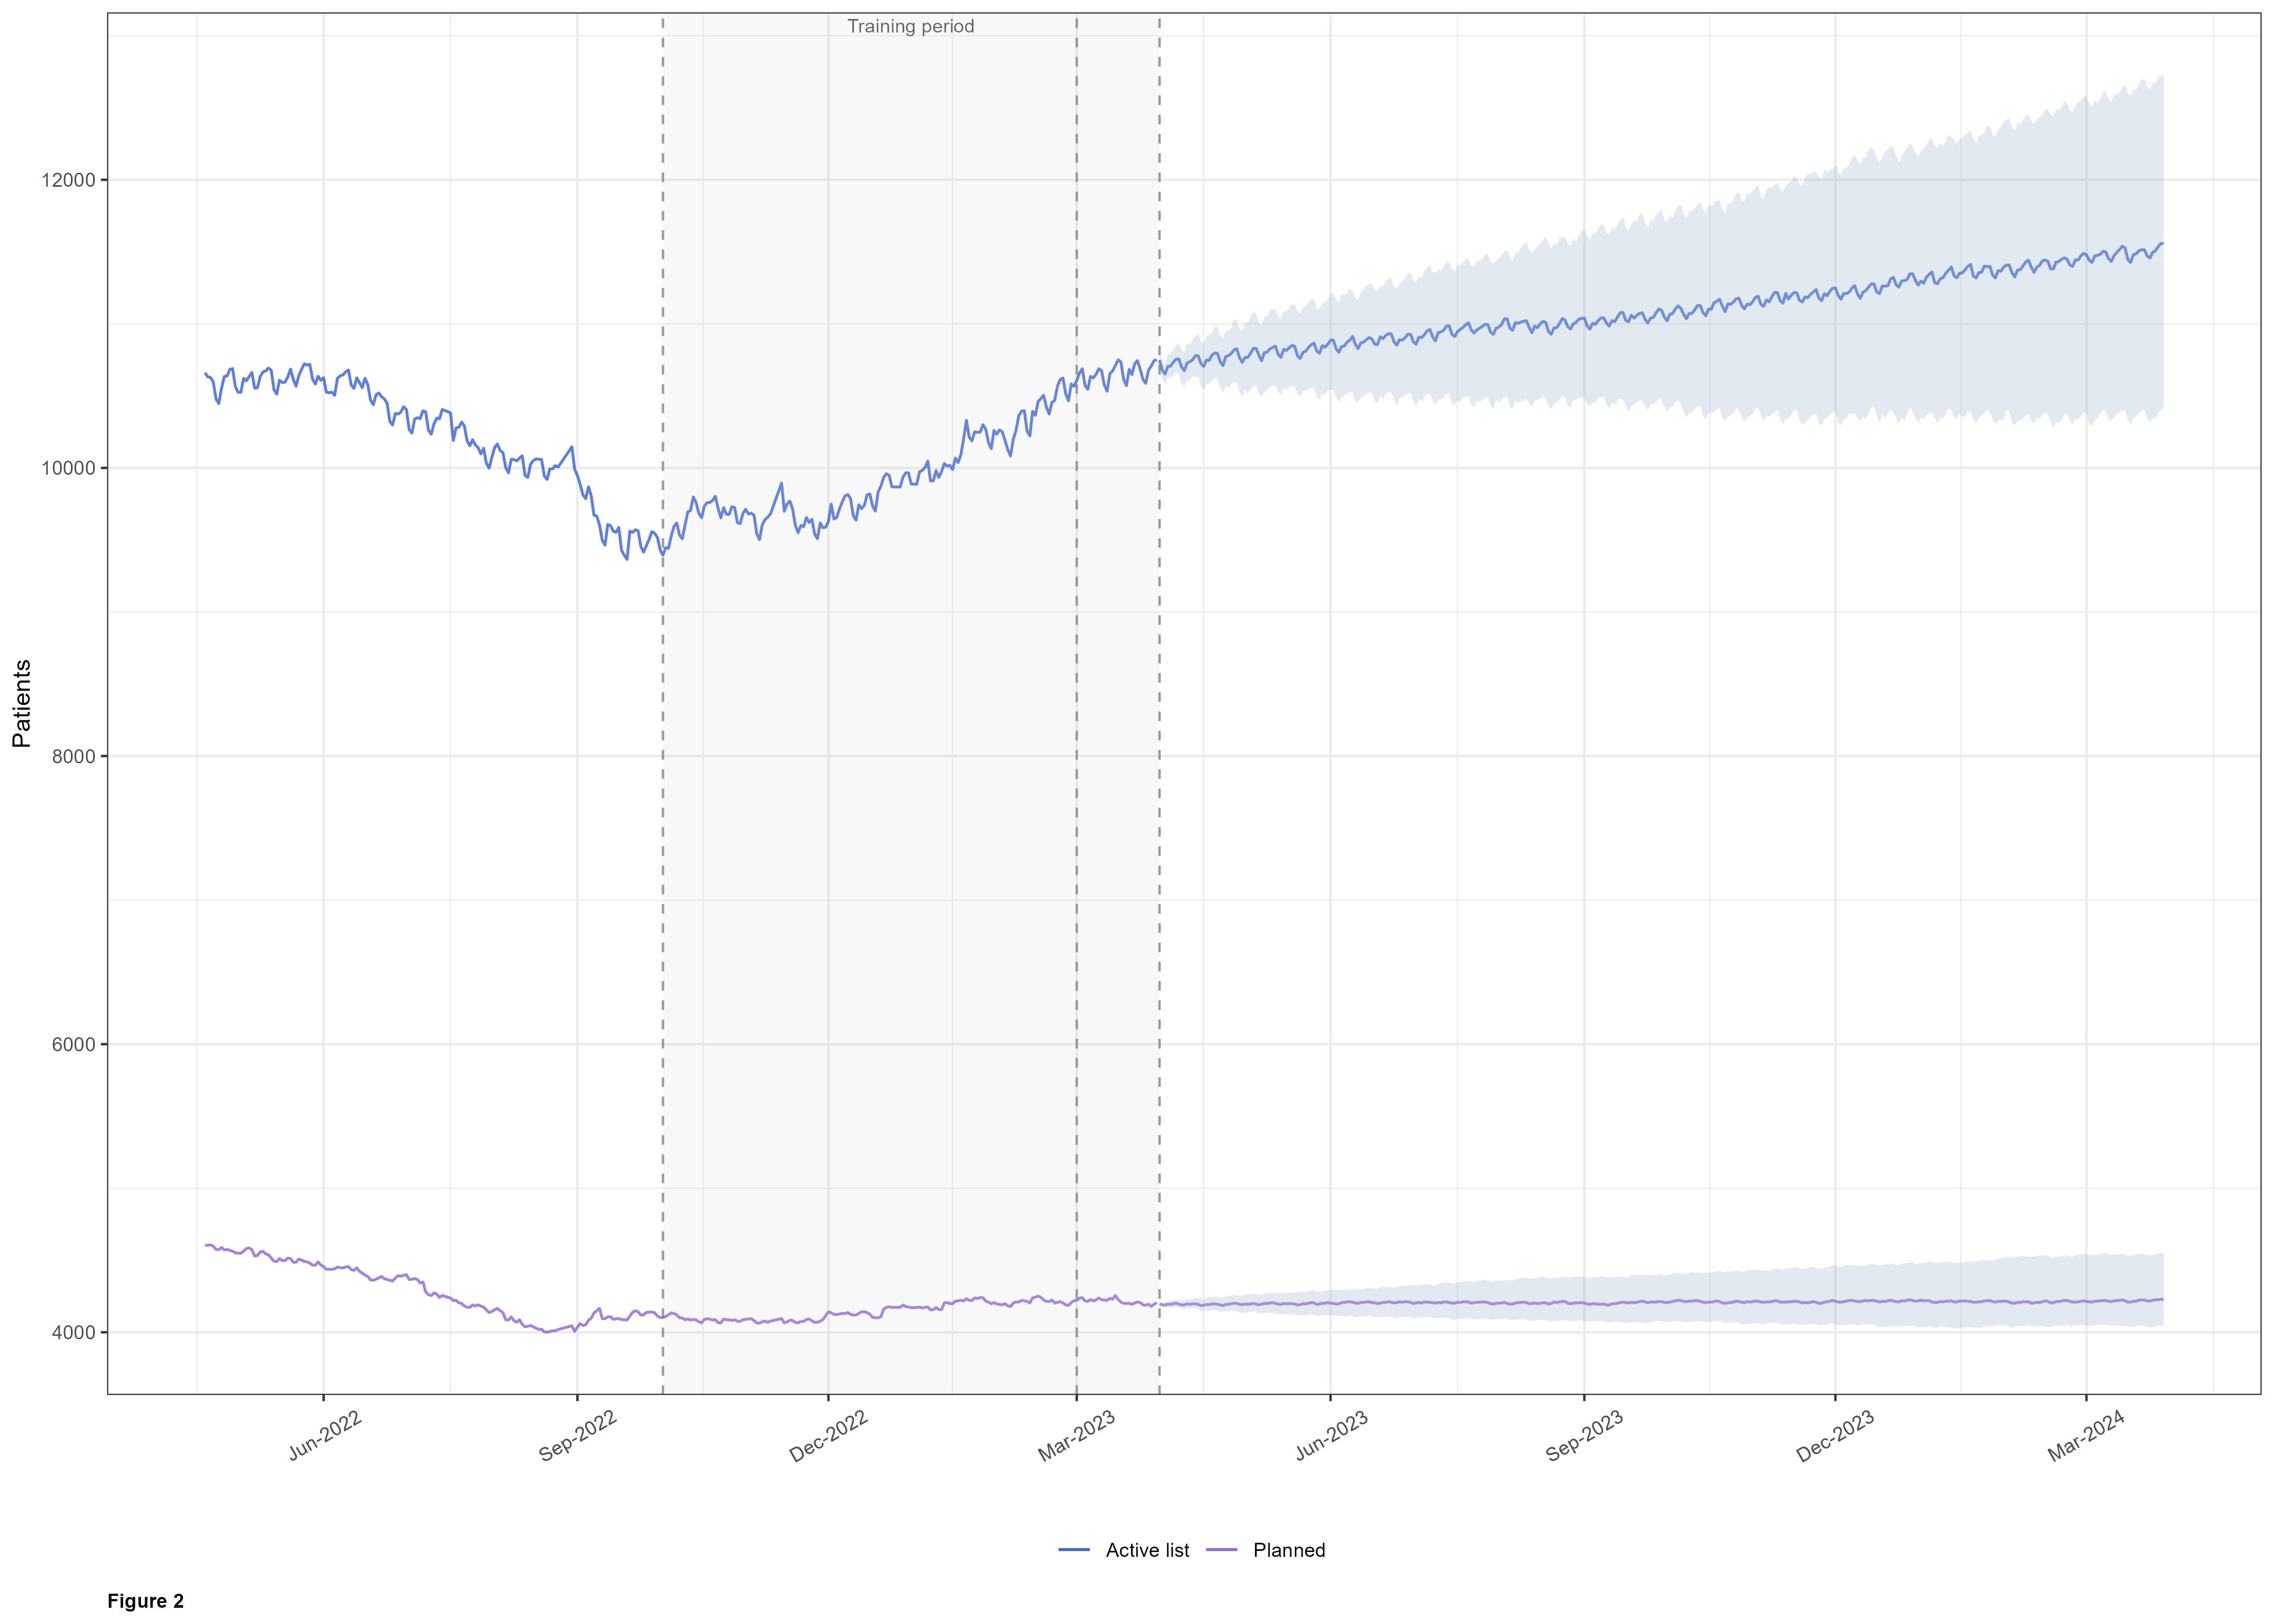 Training period
12000
10000
8000
6000
4000
Patients
Jun-2022
Sep-2022
Dec-2022
Mar-2023
Jun-2023
Sep-2023
Dec-2023
Mar-2024
Active list Planned
Figure 2